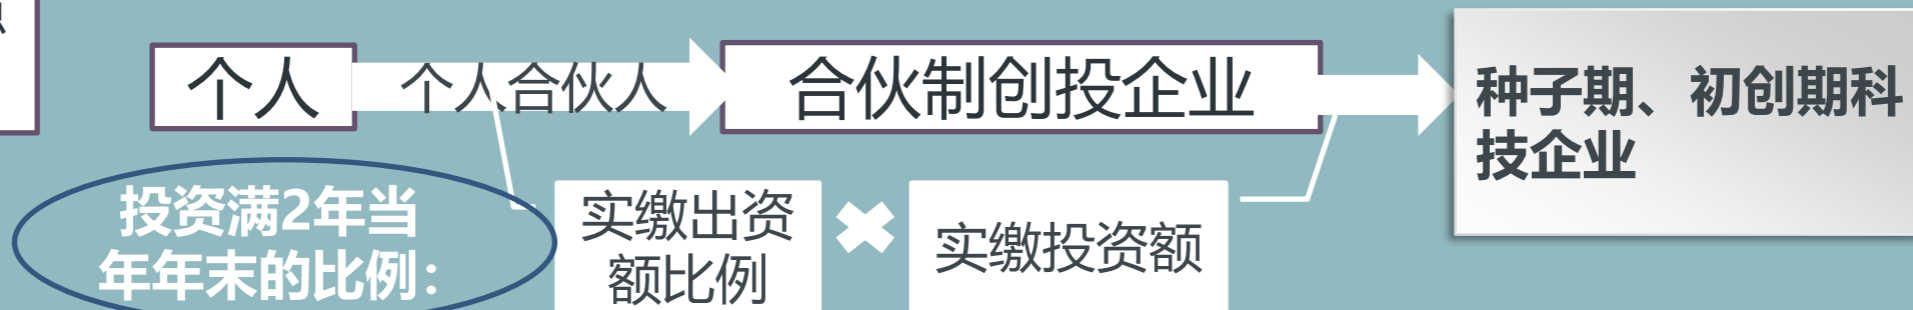 个人
个人合伙人
合伙制创投企业
种子期、初创期科
技企业
投资满2年当
年年末的比例：
实缴出资
额比例
实缴投资额